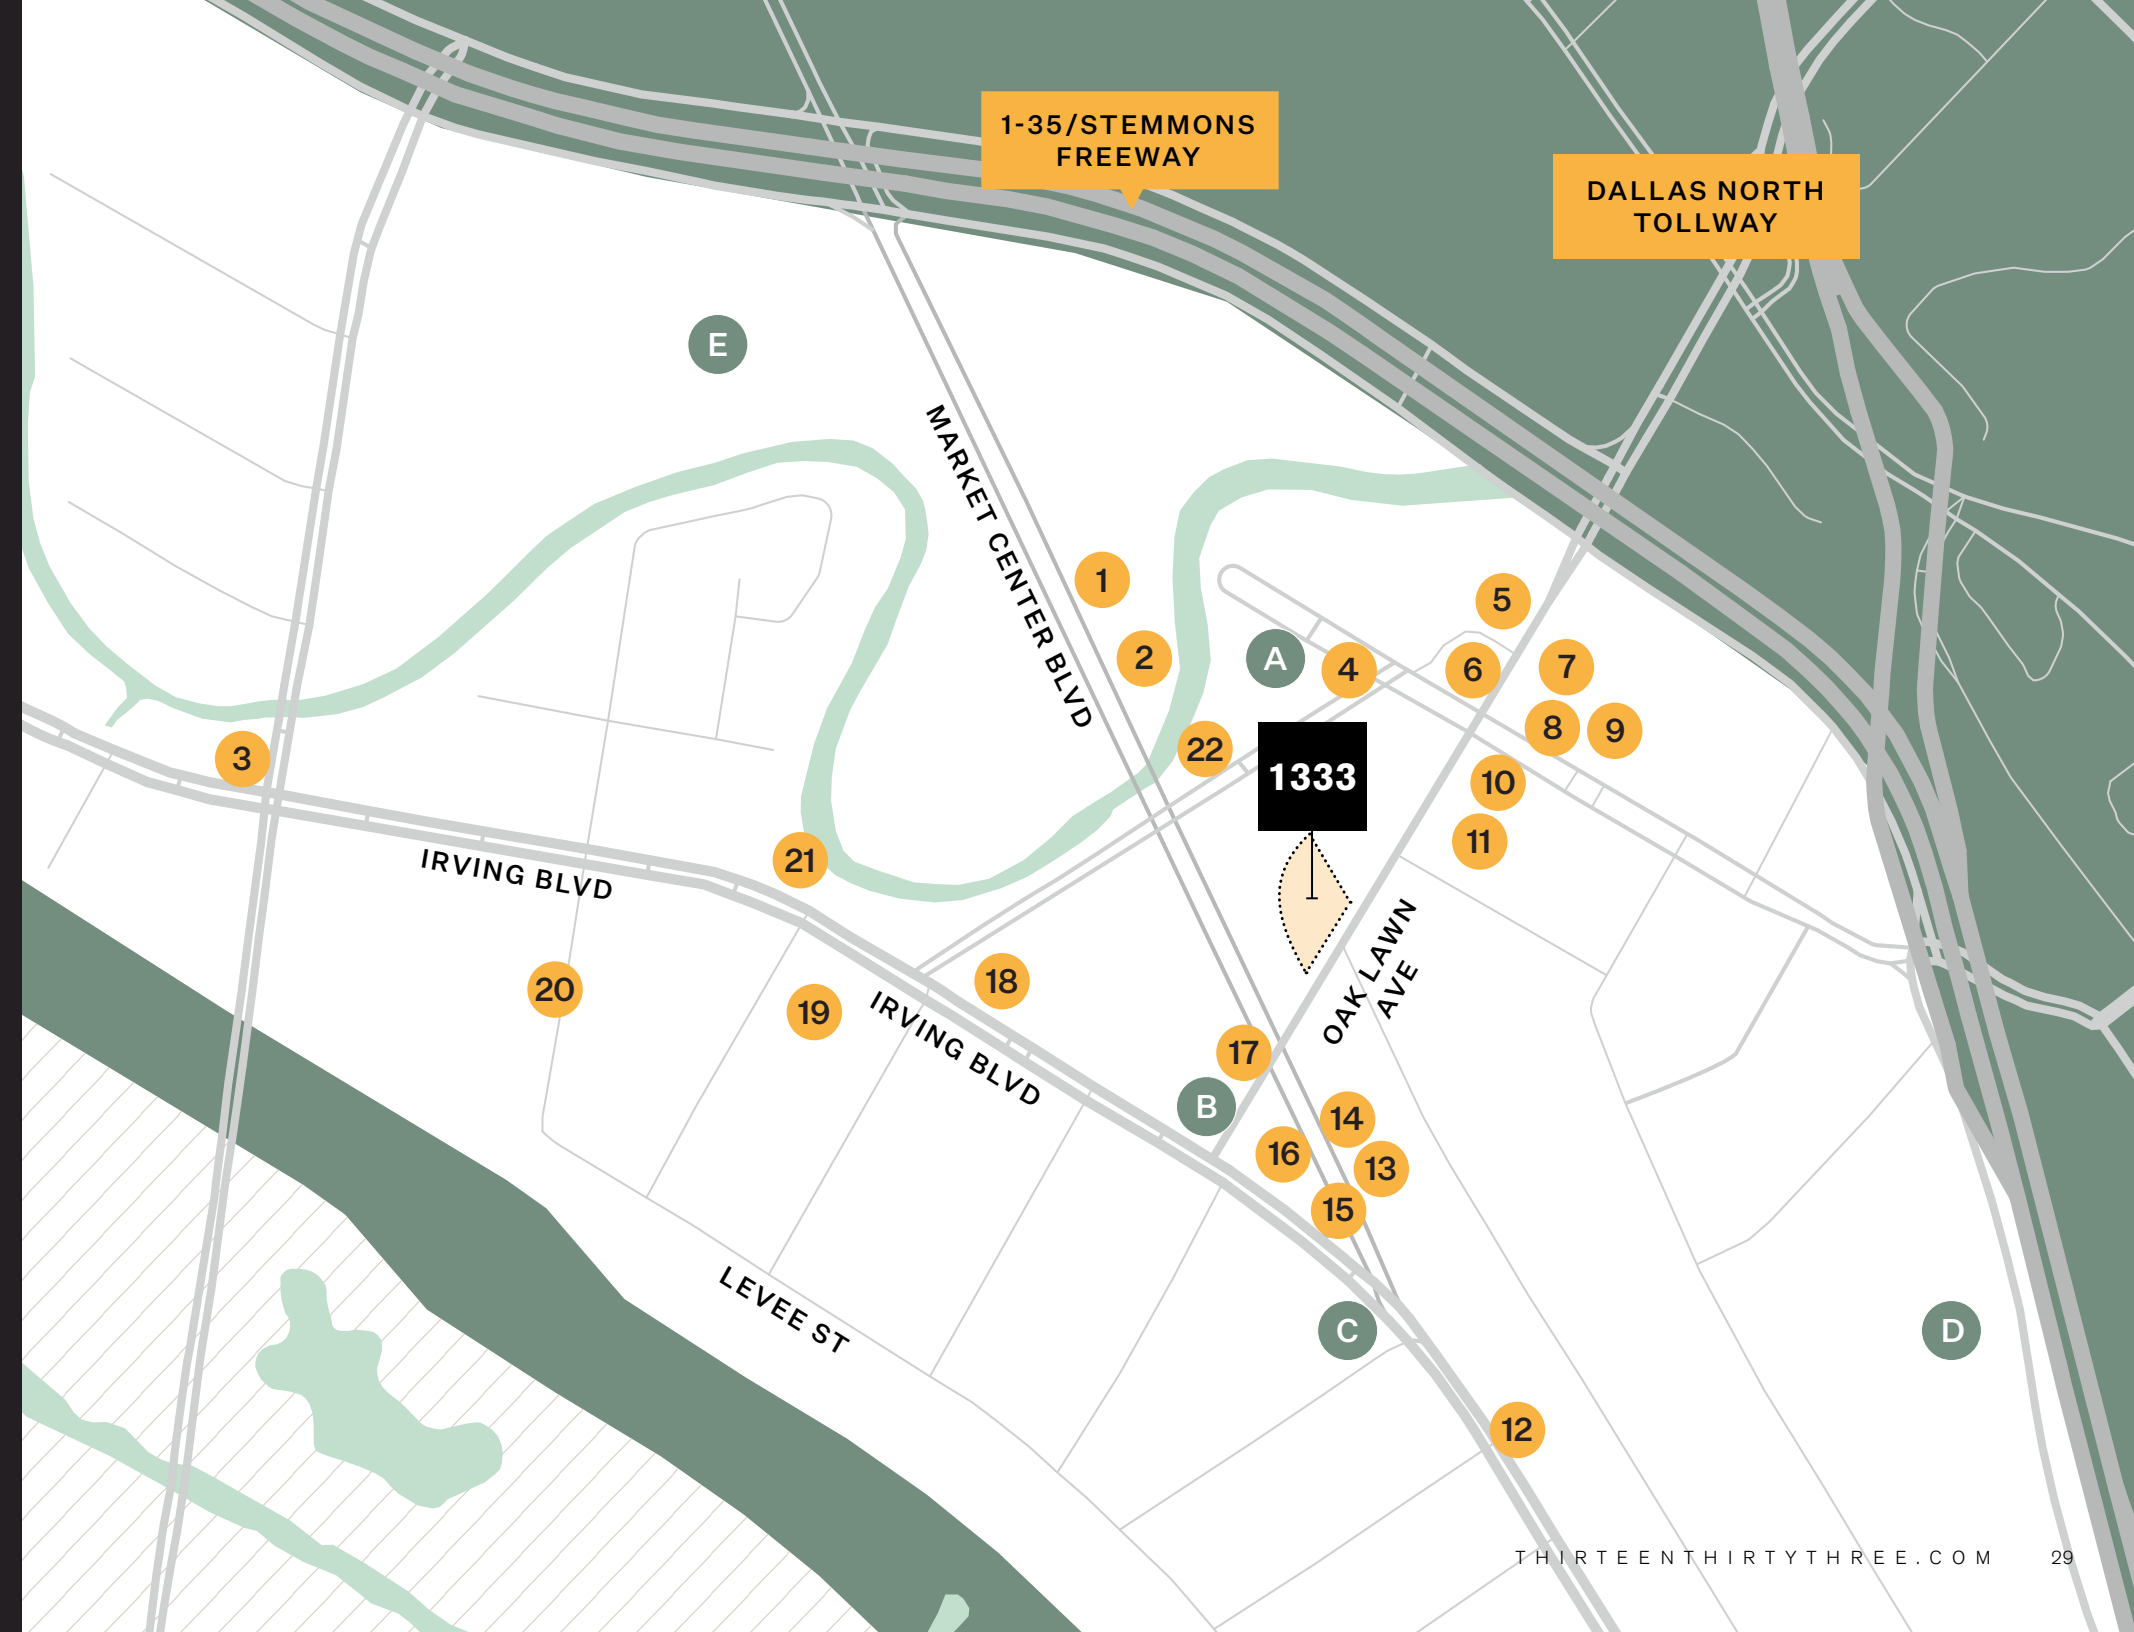 1-35/STEMMONS
FREEWAY
DALLAS NORTH
TOLLWAY
E
MARKET CENTER BLVD
1
5
2
A
4
6
7
22
8
9
3
1333
10
11
21
IRVING BLVD
OAK LAWN
AVE
18
20
19
IRVING BLVD
17
B
14
16
13
15
LEVEE ST
C
D
12
THIRTEENTHIRTYTHREE.COM 29